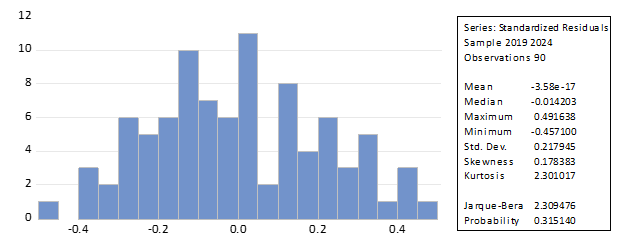 12
10
8
6
4
2
0
-0.4 -0.2 0.0 0.2 0.4
Series: Standardized Residuals
Sample 2019 2024
Observations 90
Mean -3.58e-17
Median -0.014203
Maximum 0.491638
Minimum -0.457100
Std. Dev. 0.217945
Skewness 0.178383
Kurtosis 2.301017
Jarque-Bera 2.309476
Probability 0.315140